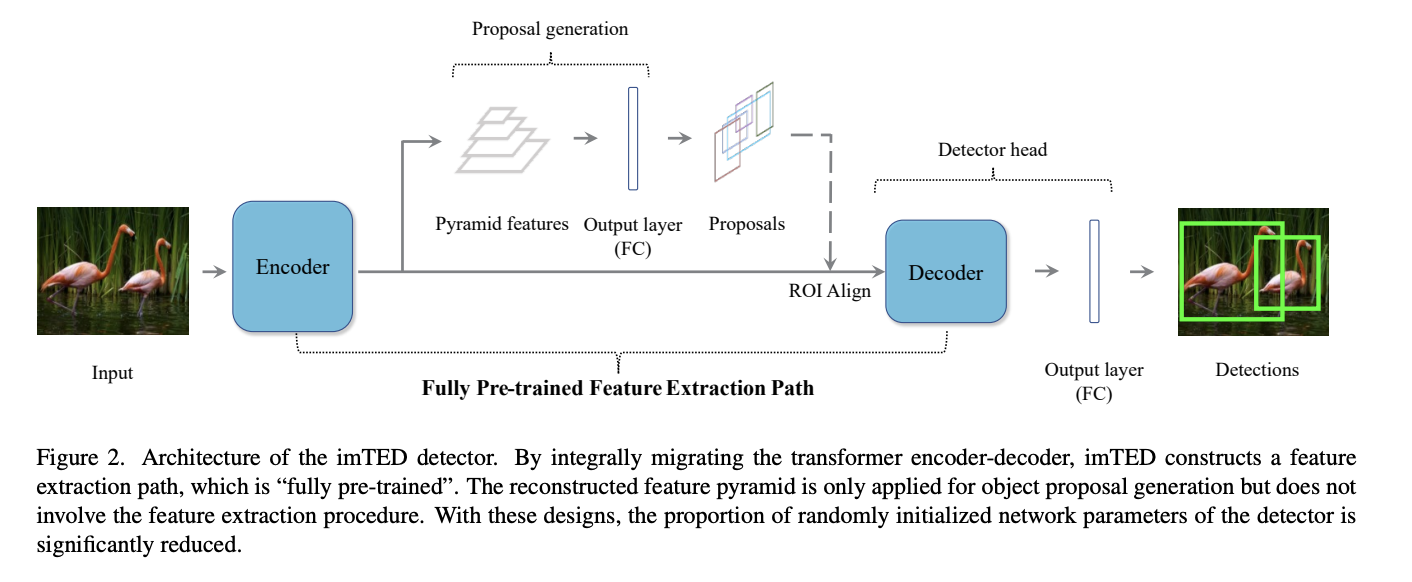 Proposal generation
Detector head
Pyramid features
Output layer
(FC)
Proposals
Encoder
Decoder
ROI Align
Input
Fully Pre-trained Feature Extraction Path
Output layer
(FC)
Detections
Figure 2. Architecture of the imTED detector. By integrally migrating the transformer encoder-decoder, imTED constructs a feature
extraction path, which is “fully pre-trained”. The reconstructed feature pyramid is only applied for object proposal generation but does not
involve the feature extraction procedure. With these designs, the proportion of randomly initialized network parameters of the detector is
significantly reduced.